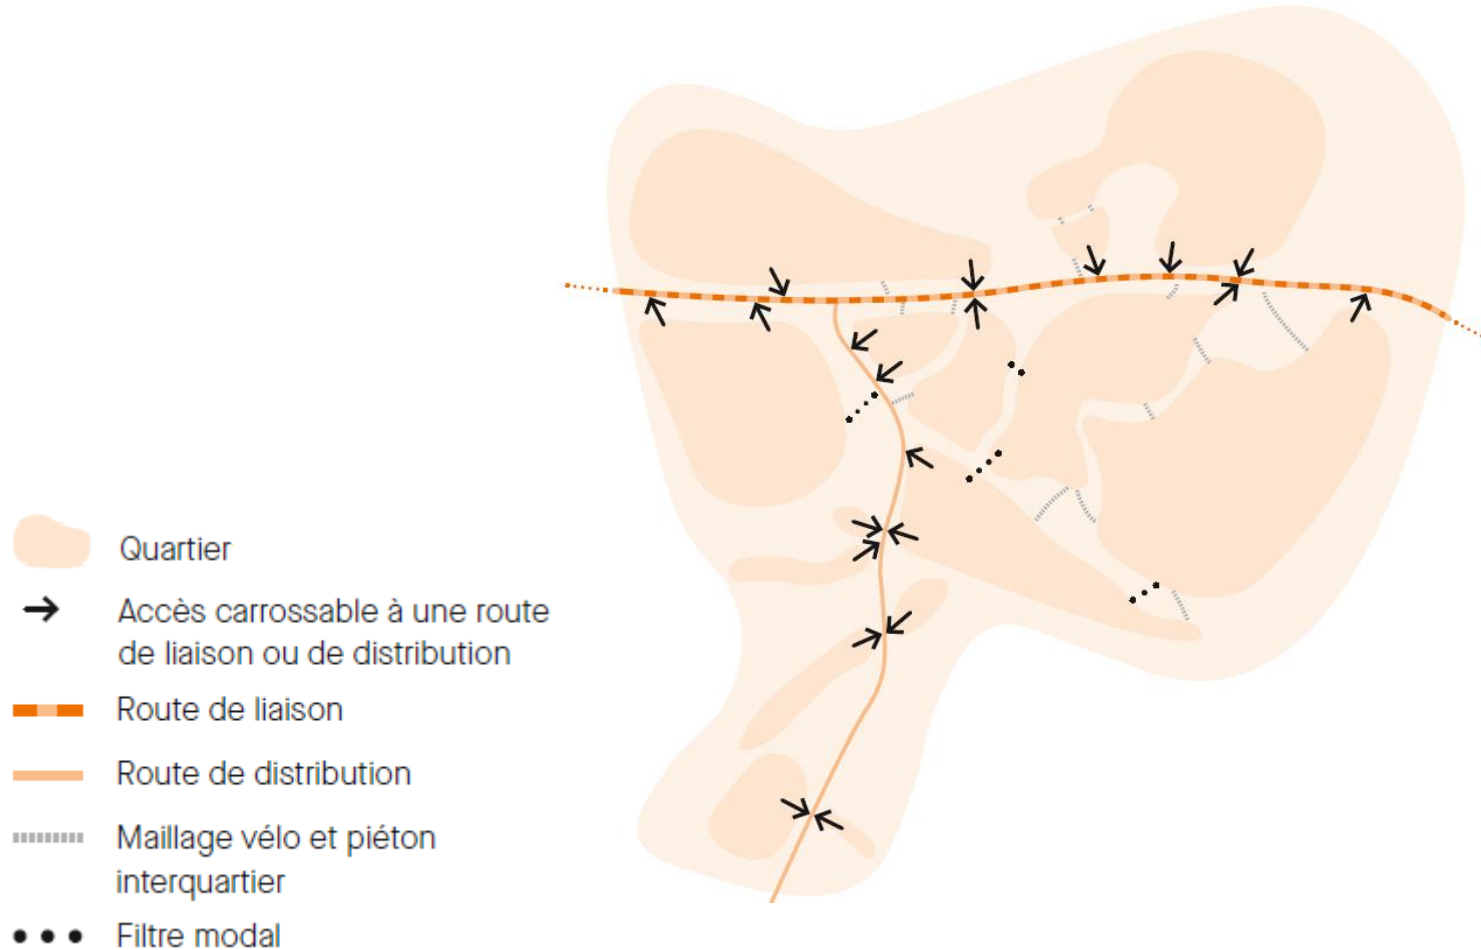 Quartier
Accès carrossable à une route
de liaison ou de distribution
Route de liaison
Route de distribution
Maillage vélo et piéton
interquartier
Filtre modal